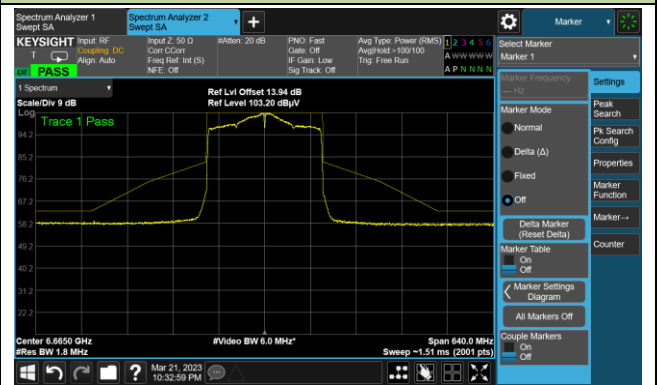 Spectrum Analyzer 1
Swept SA
Spectrum Analyzer 2
Swept SA
Marker
KEYSIGHT
T
PASS
Input: RF
Coupling: DC
Align: Auto
Input Z: 50 Ω
Corr CCorr
Freq Ref: Int (S)
NFE: Off
#Atten: 20 dB
PNO: Fast
Gate: Off
IF Gain: Low
Sig Track: Off
Avg Type: Power (RMS)
Avg|Hold >100/100
Trig: Free Run
1 2 3 4 5 6
A W W W W W
A P N N N N
Select Marker
Marker 1
1 Spectrum
Scale/Div 9 dB
Log
Ref Lvl Offset 13.94 dB
Ref Level 103.20 dBµV
Trace 1 Pass
94.2
85.2
76.2
67.2
58.2
49.2
40.2
31.2
22.2
Center 6.6650 GHz
#Res BW 1.8 MHz
#Video BW 6.0 MHz*
Span 640.0 MHz
Sweep ~1.51 ms (2001 pts)
Marker Frequency
--- Hz
Marker Mode
Normal
Delta (Δ)
Fixed
Off
Delta Marker
(Reset Delta)
Marker Table
On
Off
Marker Settings
Diagram
All Markers Off
Couple Markers
On
Off
Settings
Peak
Search
Pk Search
Config
Properties
Marker
Function
Marker→
Counter
?
Mar 21, 2023
10:32:59 PM